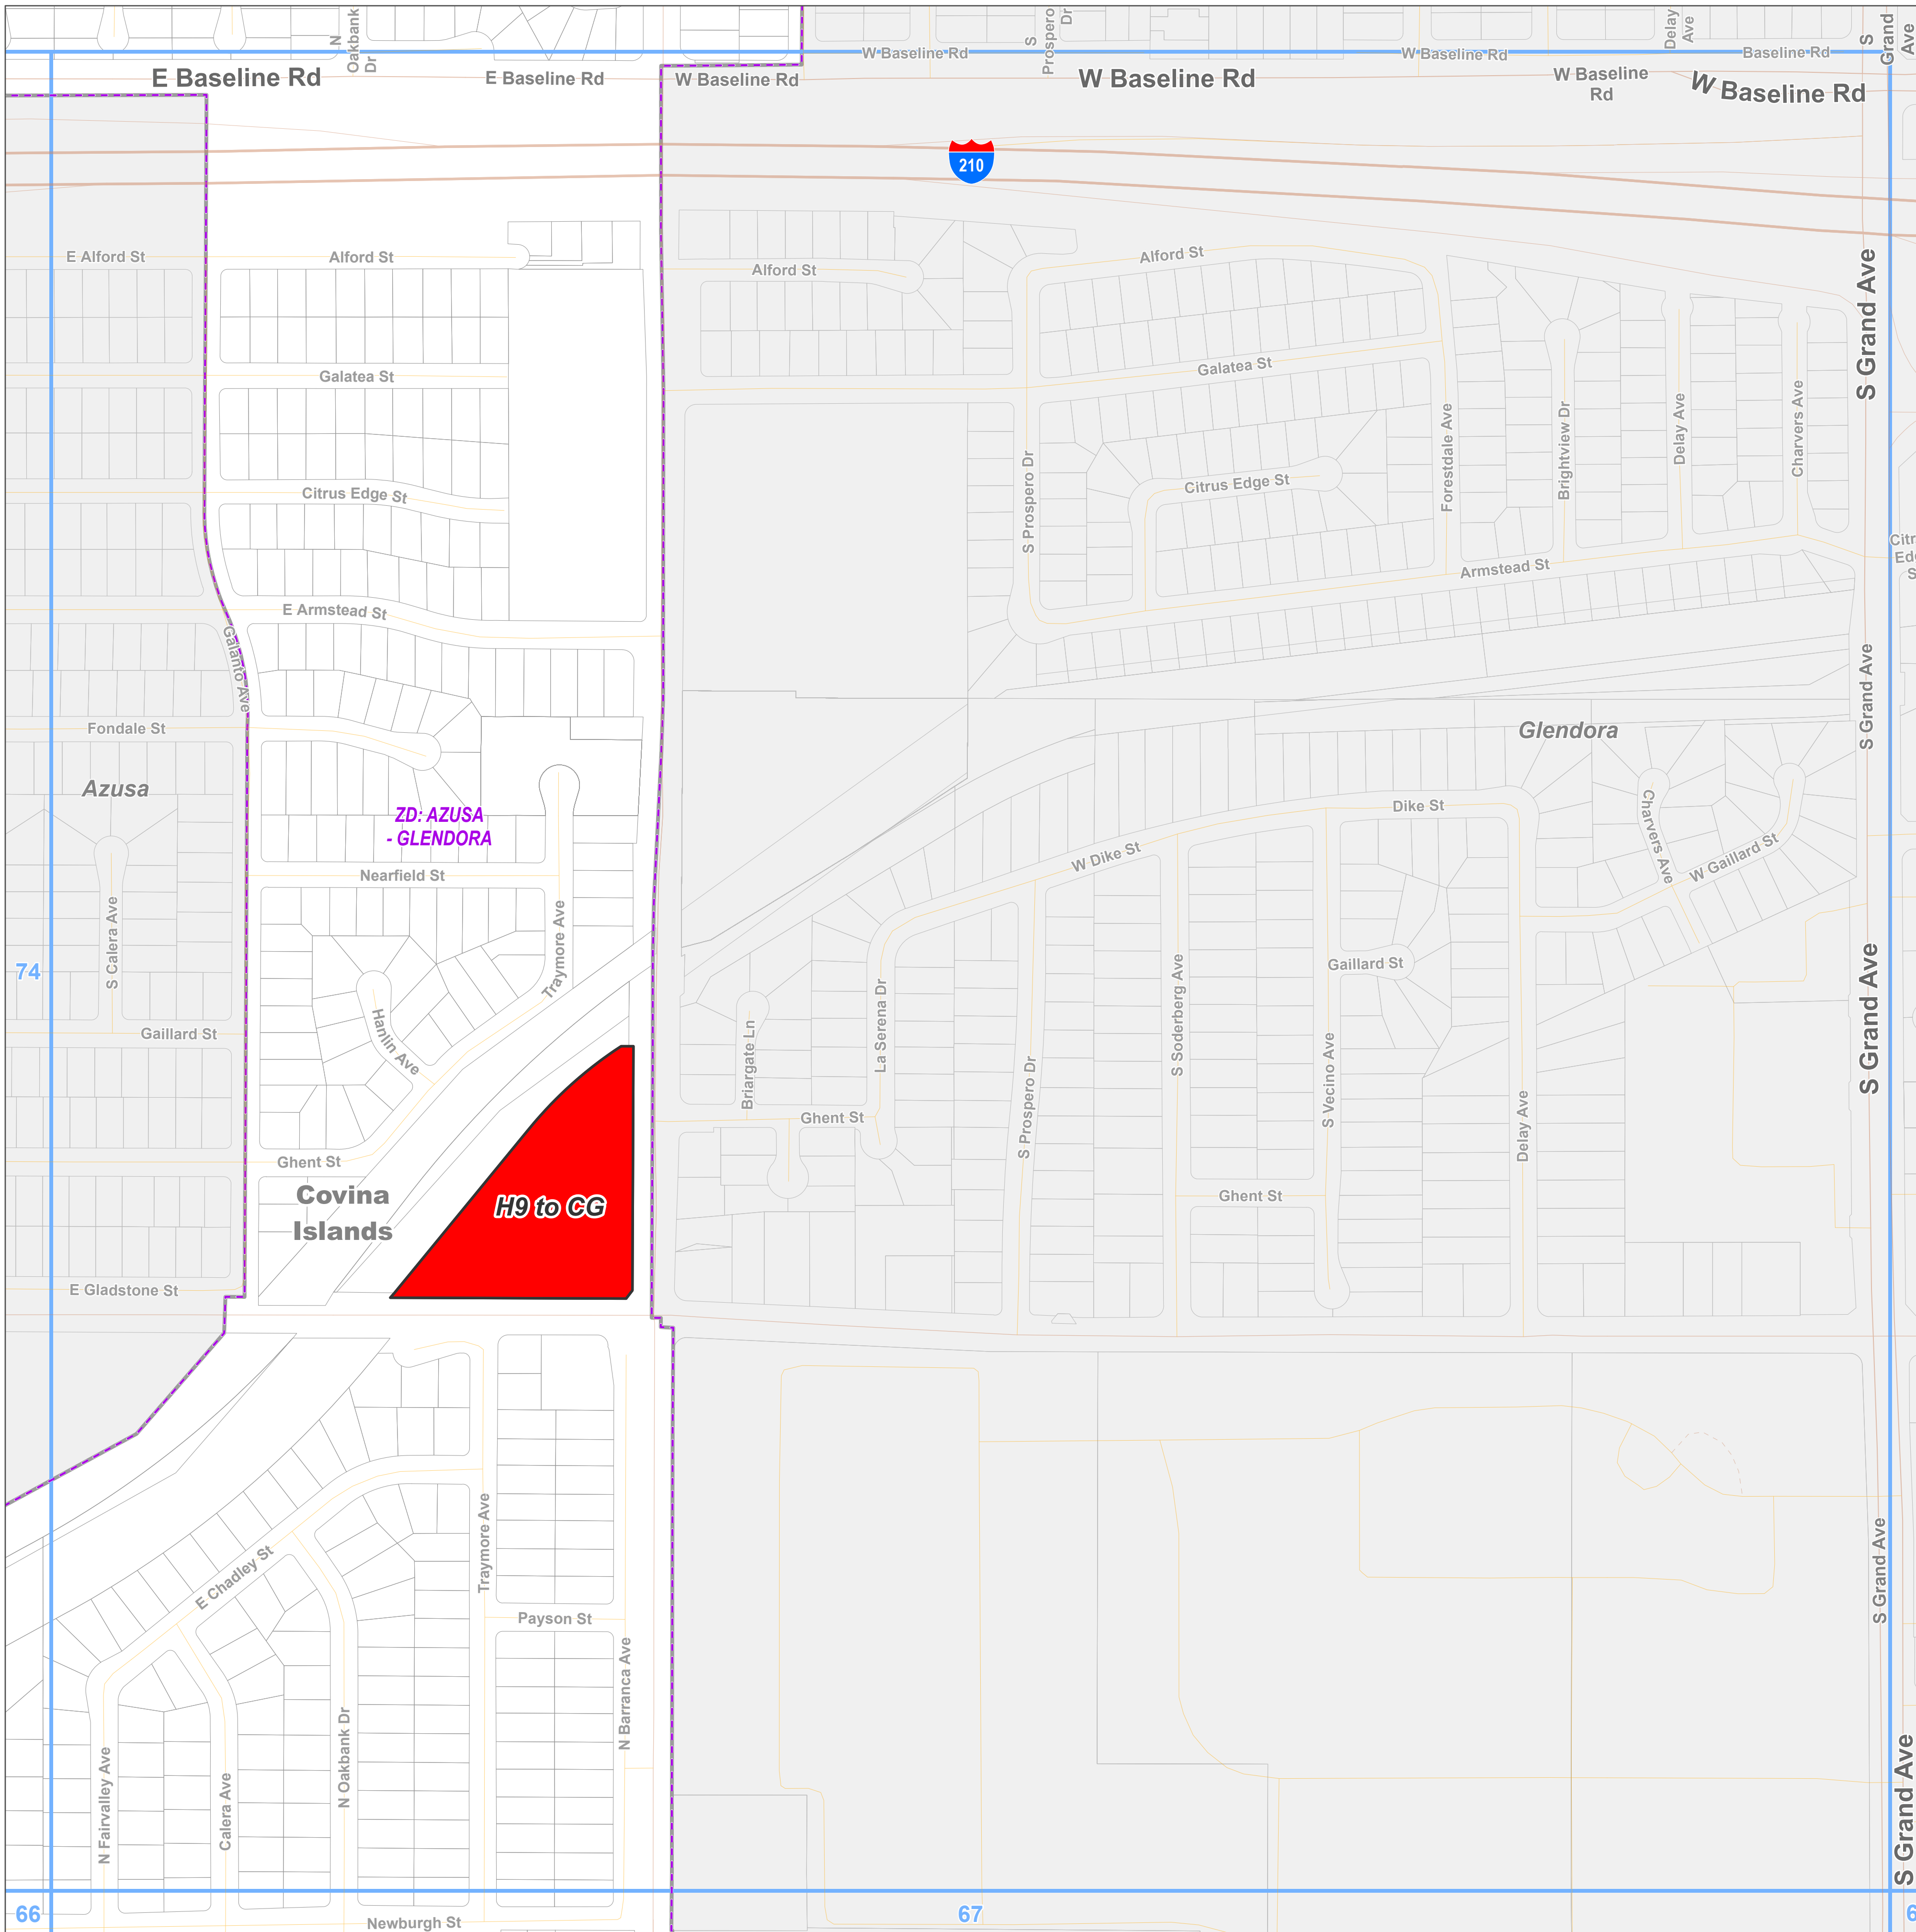 N
Oakbank
Dr
S
Prospero
Dr
Delay
Ave
S
Grand
Ave
W Baseline Rd
W Baseline Rd
Baseline Rd
E Baseline Rd
E Baseline Rd
W Baseline Rd
W Baseline Rd
W Baseline
Rd
W Baseline Rd
210
E Alford St
Alford St
Alford St
Alford St
S Grand Ave
Galatea St
Galatea St
Citrus Edge St
Citrus Edge St
S Prospero Dr
Forestdale Ave
Brightview Dr
Delay Ave
Charvers Ave
Armstead St
E Armstead St
Galanto Ave
S Grand Ave
Fondale St
Glendora
Azusa
ZD: AZUSA
- GLENDORA
Dike St
W Dike St
Charvers Ave
W Gaillard St
Nearfield St
S Calera Ave
Traymore Ave
74
Gaillard St
S Grand Ave
Gaillard St
Hanlin Ave
Briargate Ln
La Serena Dr
S Prospero Dr
S Soderberg Ave
S Vecino Ave
Delay Ave
Ghent St
Ghent St
Ghent St
Covina
Islands
H9 to CG
E Gladstone St
E Chadley St
Traymore Ave
S Grand Ave
Payson St
N Barranca Ave
N Oakbank Dr
Calera Ave
N Fairvalley Ave
S Grand Ave
66
67
Newburgh St